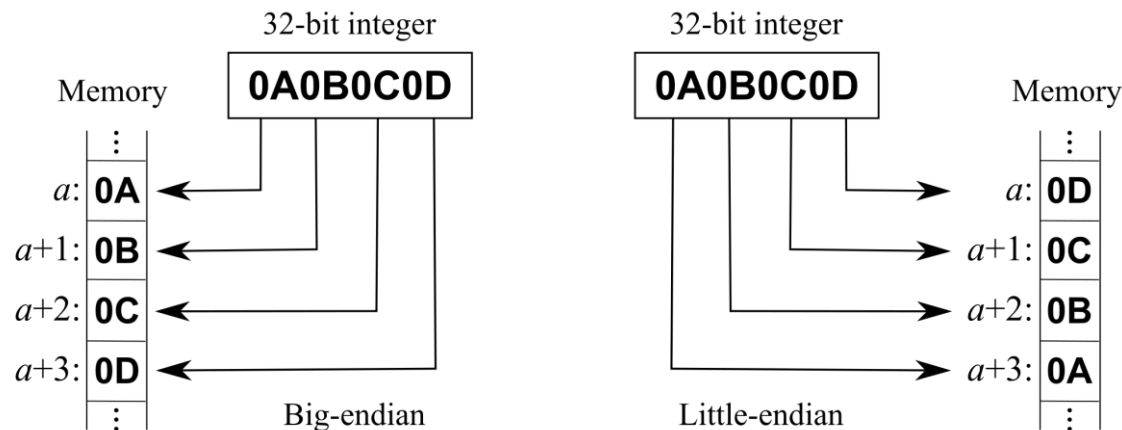 32-bit integer
0A0B0C0D
Memory
⋮
a: 0A
a+1: 0B
a+2: 0C
a+3: 0D
⋮
Big-endian
32-bit integer
0A0B0C0D
Memory
⋮
a: 0D
a+1: 0C
a+2: 0B
a+3: 0A
⋮
Little-endian